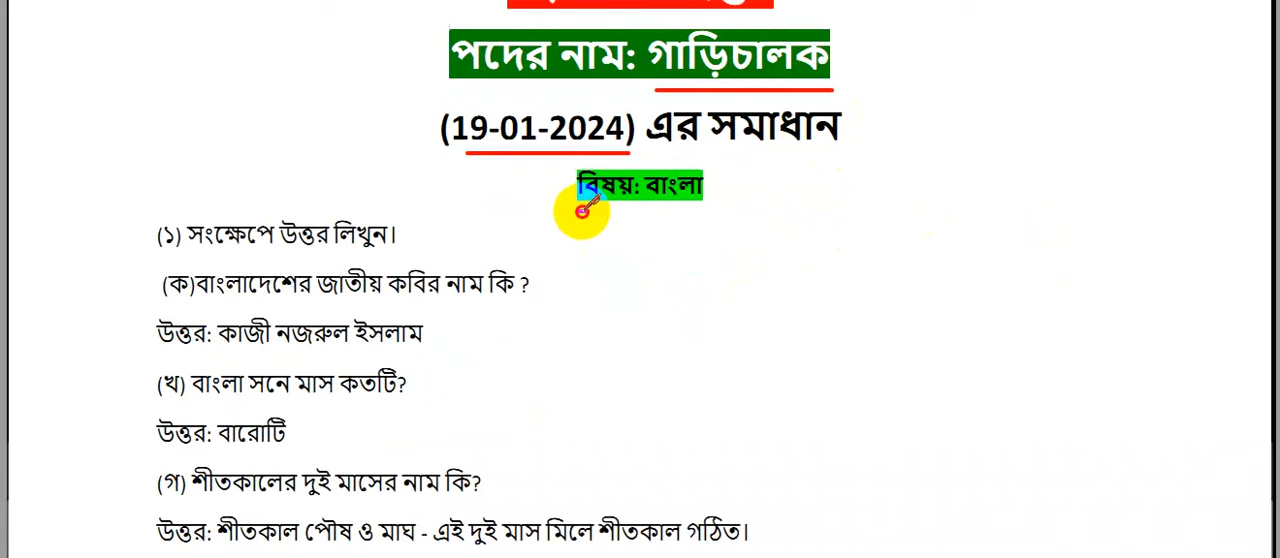 পদের নাম: গাড়িচালক
(19-01-2024) এর সমাধান
বিষয়: বাংলা
(১) সংক্ষেপে উত্তর লিখুন।
(ক)বাংলাদেশের জাতীয় কবির নাম কি ?
উত্তর: কাজী নজরুল ইসলাম
(খ) বাংলা সনে মাস কতটি?
উত্তর: বারোটি
(গ) শীতকালের দুই মাসের নাম কি?
উত্তর: শীতকাল পৌষ ও মাঘ - এই দুই মাস মিলে শীতকাল গঠিত।